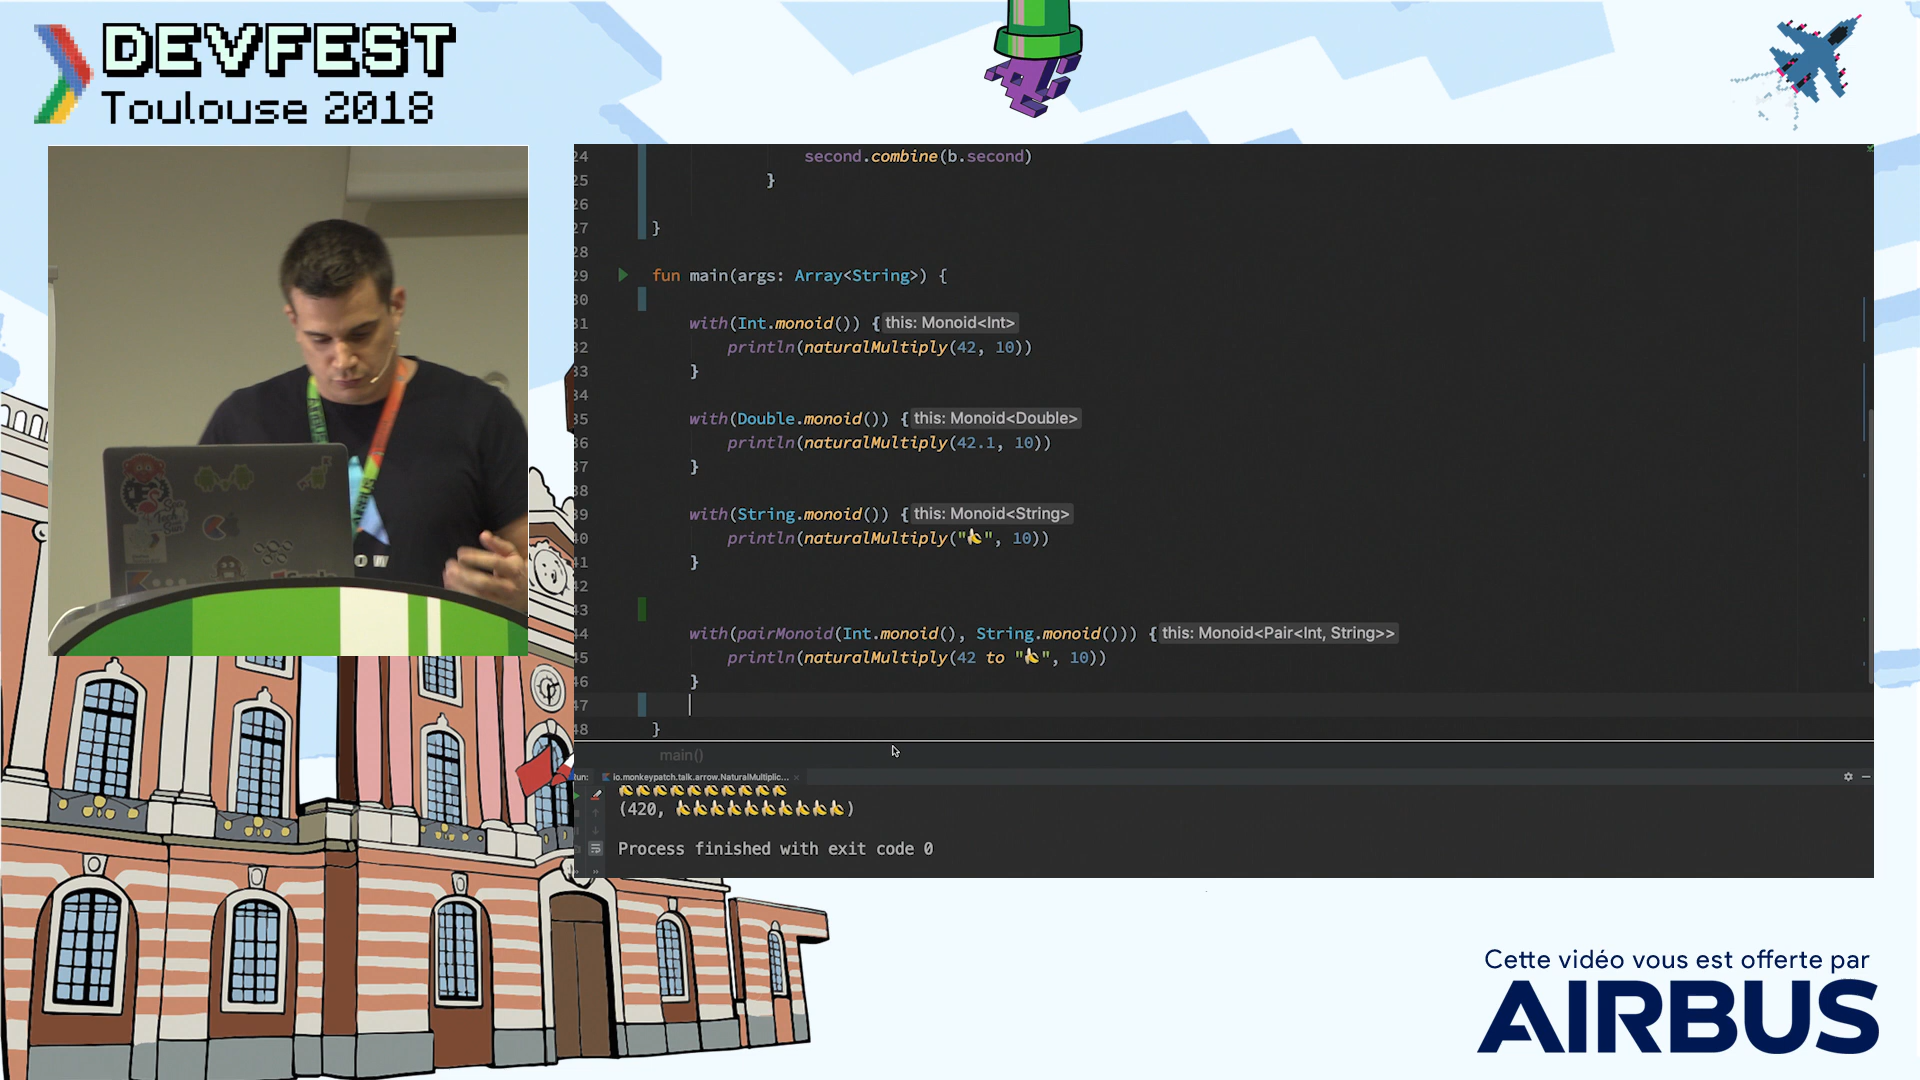 DEVFEST
Toulouse 2018
24 second.combine(b.second)
25 }
26
27 }
28
29 fun main(args: Array<String>) {
30
31 with(Int.monoid()) { this: Monoid<Int>
32 println(naturalMultiply(42, 10))
33 }
34
35 with(Double.monoid()) { this: Monoid<Double>
36 println(naturalMultiply(42.1, 10))
37 }
38
39 with(String.monoid()) { this: Monoid<String>
40 println(naturalMultiply("🍌", 10))
41 }
42
43
44 with(pairMonoid(Int.monoid(), String.monoid())) { this: Monoid<Pair<Int, String>>
45 println(naturalMultiply(42 to "🍌", 10))
46 }
47
48 }
main()
Run: io.monkeypatch.talk.arrow.NaturalMultiplic...
🍌🍌🍌🍌🍌🍌🍌🍌🍌🍌
(420, 🍌🍌🍌🍌🍌🍌🍌🍌🍌🍌)
Process finished with exit code 0
Cette vidéo vous est offerte par
AIRBUS